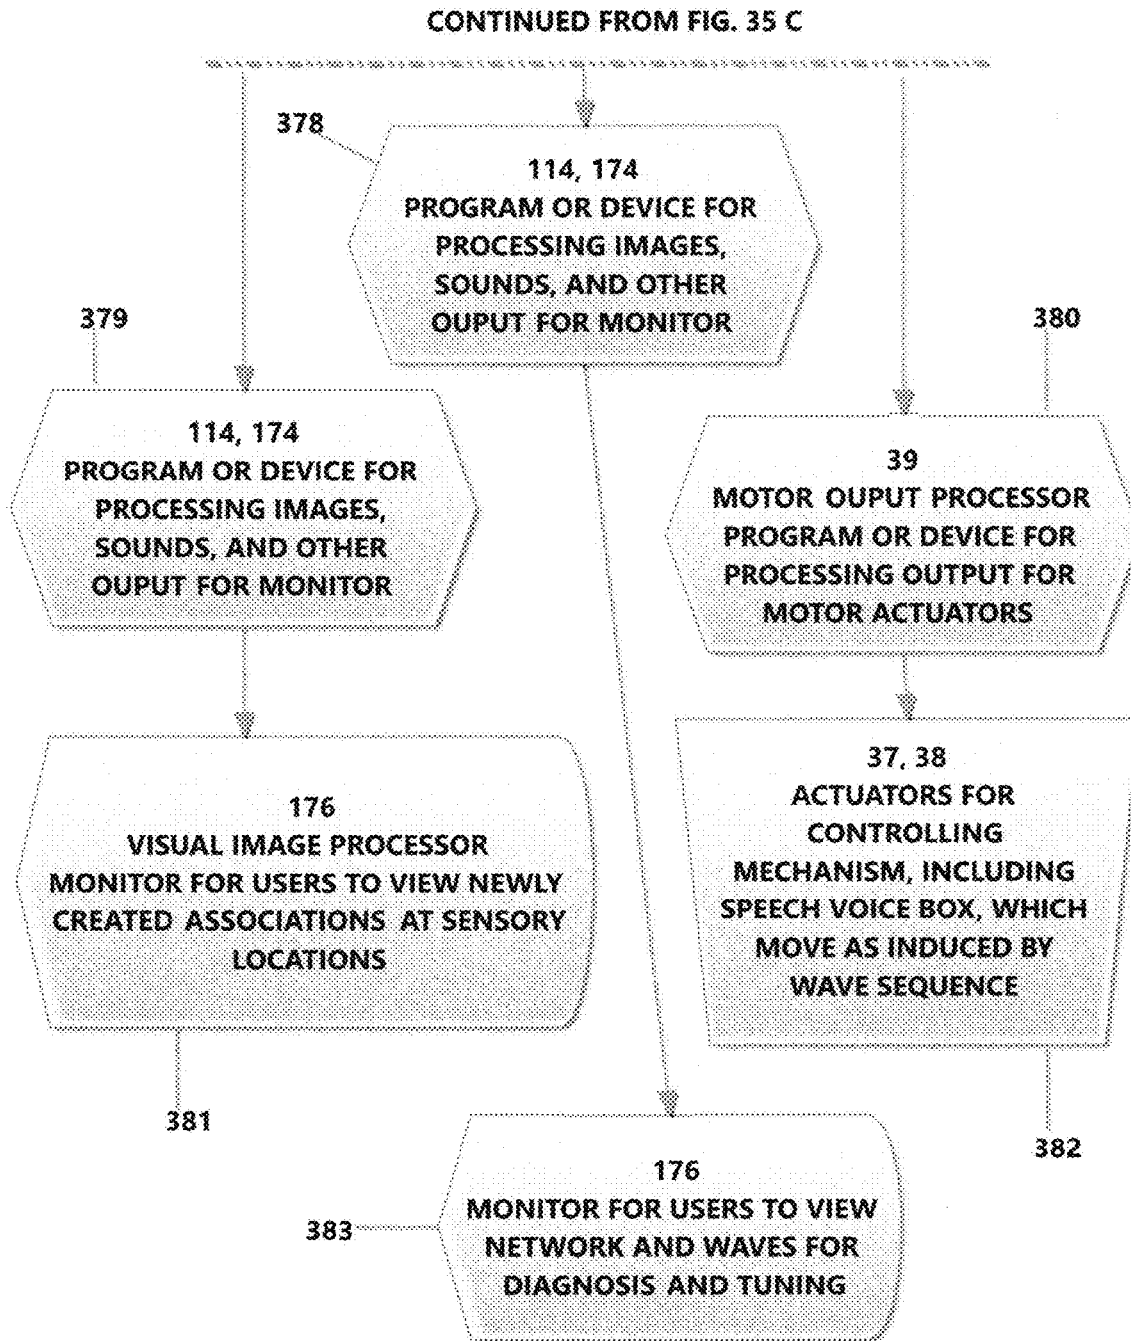 CONTINUED FROM FIG. 35 C
378
114, 174
PROGRAM OR DEVICE FOR
PROCESSING IMAGES,
SOUNDS, AND OTHER
OUPUT FOR MONITOR
379
114, 174
PROGRAM OR DEVICE FOR
PROCESSING IMAGES,
SOUNDS, AND OTHER
OUPUT FOR MONITOR
380
39
MOTOR OUPUT PROCESSOR
PROGRAM OR DEVICE FOR
PROCESSING OUTPUT FOR
MOTOR ACTUATORS
176
VISUAL IMAGE PROCESSOR
MONITOR FOR USERS TO VIEW NEWLY
CREATED ASSOCIATIONS AT SENSORY
LOCATIONS
381
37, 38
ACTUATORS FOR
CONTROLLING
MECHANISM, INCLUDING
SPEECH VOICE BOX, WHICH
MOVE AS INDUCED BY
WAVE SEQUENCE
382
176
MONITOR FOR USERS TO VIEW
NETWORK AND WAVES FOR
DIAGNOSIS AND TUNING
383